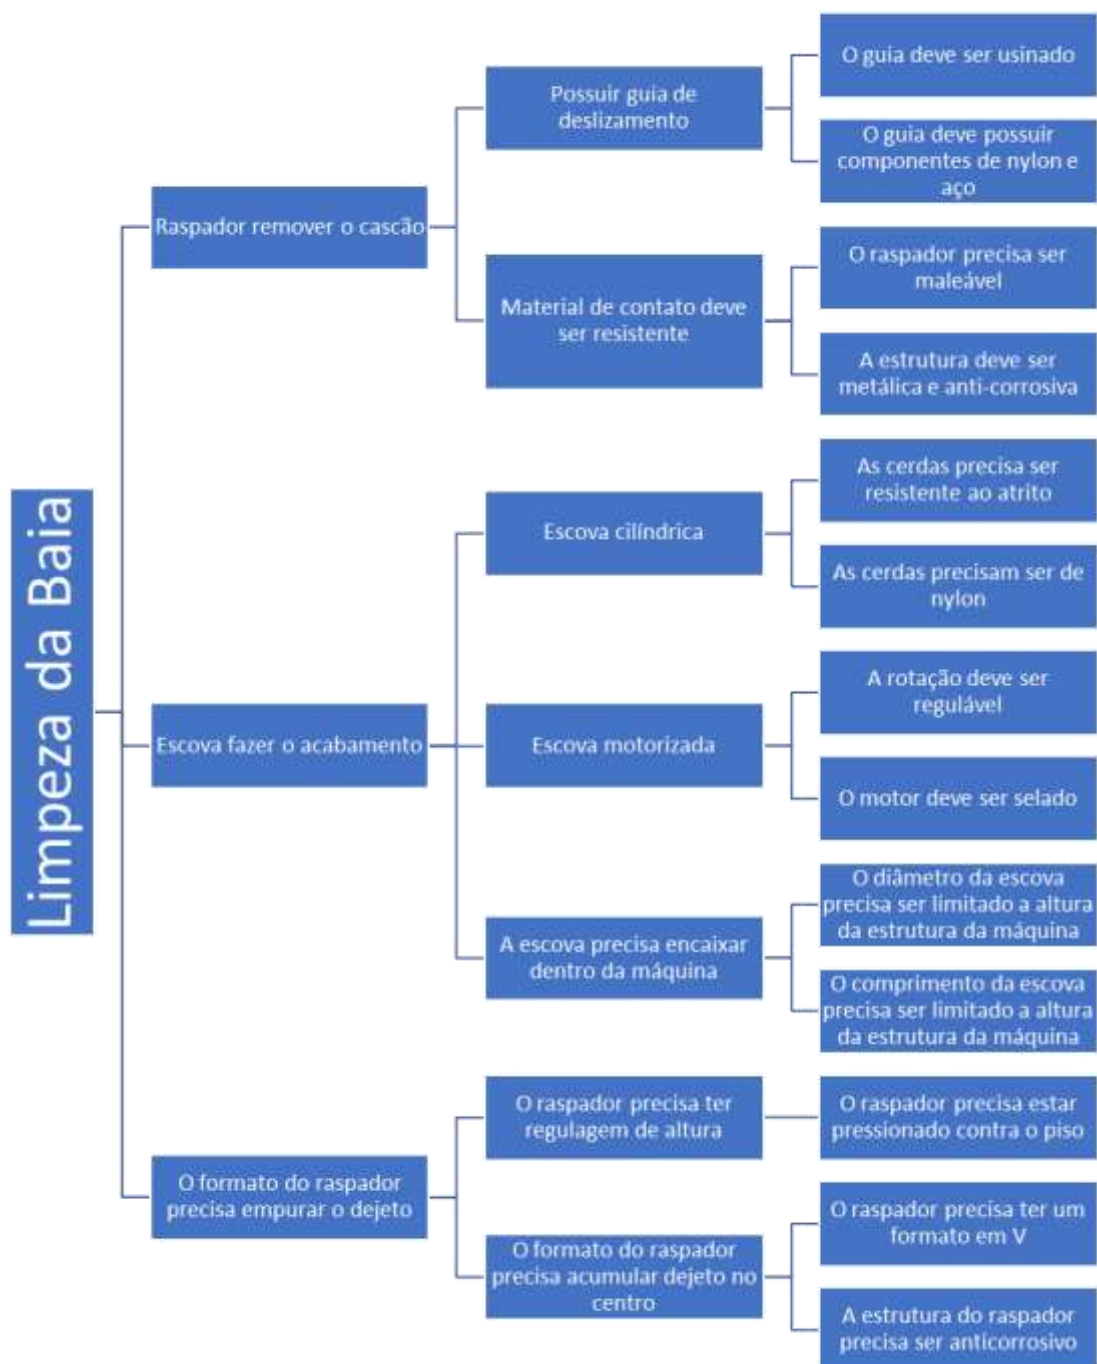 Limpeza da Baia
Raspador remover o cascão
Possuir guia de
deslizamento
O guia deve ser usinado
O guia deve possuir
componentes de nylon e
aço
Material de contato deve
ser resistente
O raspador precisa ser
maleável
A estrutura deve ser
metálica e anti-corrosiva
Escova fazer o acabamento
Escova cilíndrica
As cerdas precisa ser
resistente ao atrito
As cerdas precisam ser de
nylon
Escova motorizada
A rotação deve ser
regulável
O motor deve ser selado
A escova precisa encaixar
dentro da máquina
O diâmetro da escova
precisa ser limitado a altura
da estrutura da máquina
O comprimento da escova
precisa ser limitado a altura
da estrutura da máquina
O formato do raspador
precisa empurar o dejeto
O raspador precisa ter
regulagem de altura
O raspador precisa estar
pressionado contra o piso
O formato do raspador
precisa acumular dejeto no
centro
O raspador precisa ter um
formato em V
A estrutura do raspador
precisa ser anticorrosivo